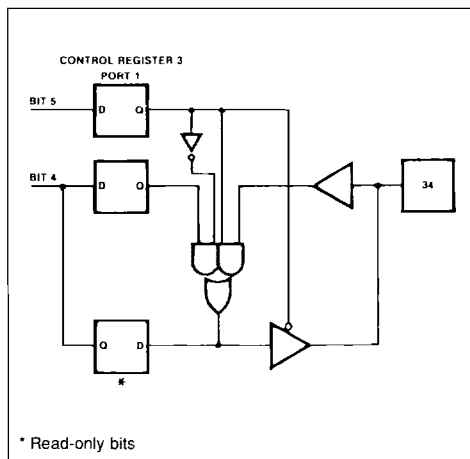 CONTROL REGISTER 3
PORT 1
BIT 5
D Q
BIT 4
D Q
34
Q D
*
* Read-only bits